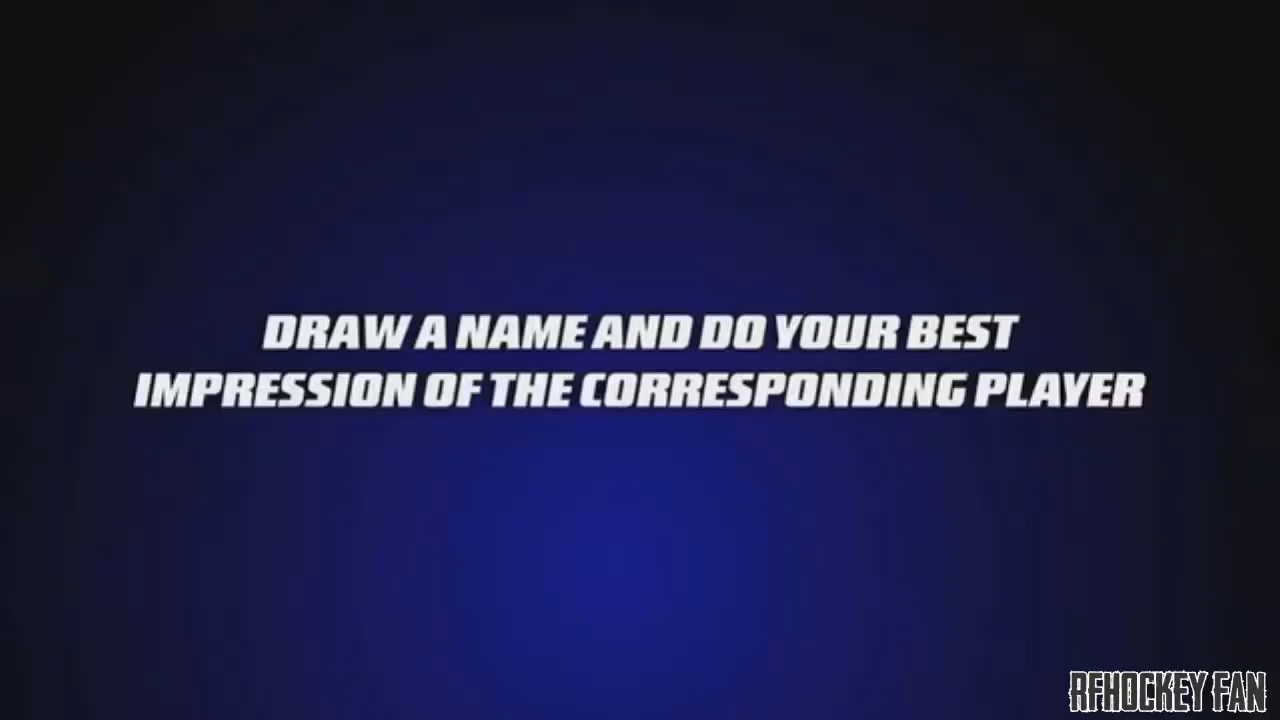 DRAW A NAME AND DO YOUR BEST
IMPRESSION OF THE CORRESPONDING PLAYER
RFHOCKEY FAN